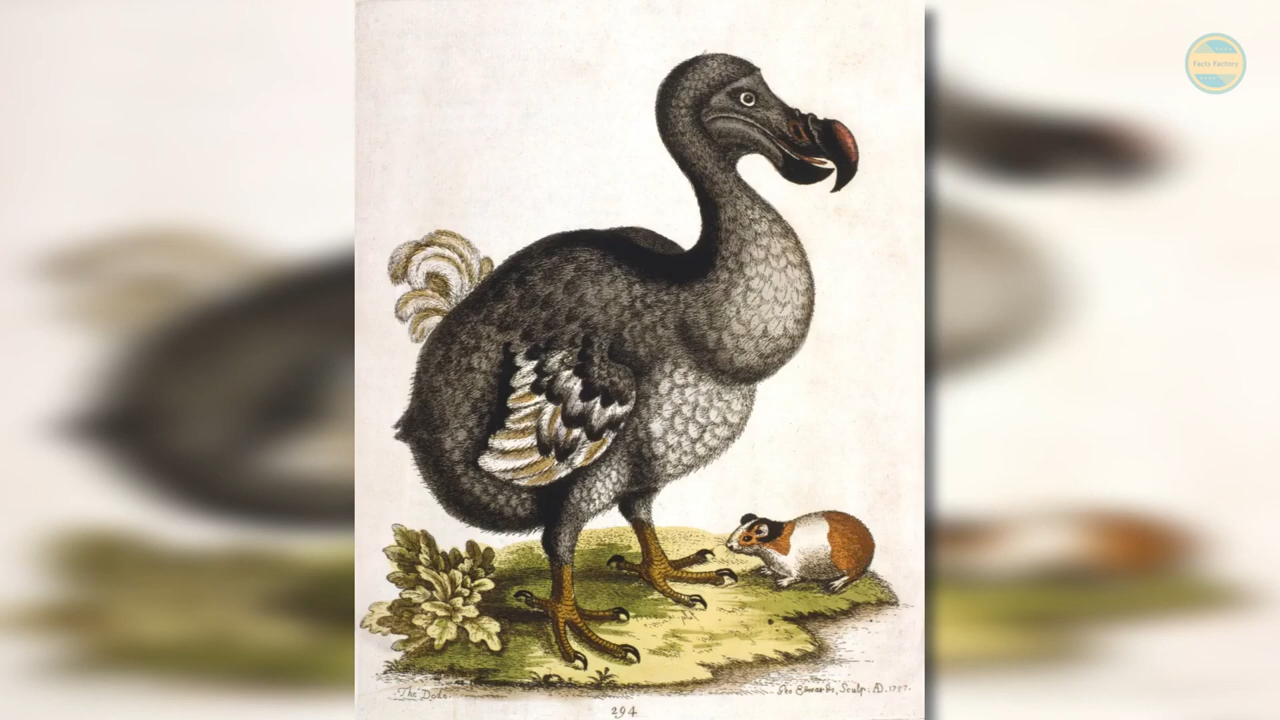 Facts Factory
The Dodo.
Geo Edwards, Sculp: AD. 1757.
294